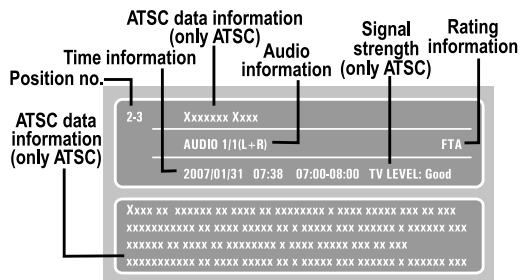 ATSC data information
(only ATSC)
Signal
strength
(only ATSC)
Rating
information
Time information
Audio
information
Position no.
ATSC data
information
(only ATSC)
2-3 Xxxxxxx Xxxx
AUDIO 1/1(L+R) FTA
2007/01/31 07:38 07:00-08:00 TV LEVEL: Good
Xxxx xx xxxxxx xx xxxx xx xxxxxxxx x xxxx xxxxx xxx xx xxx
xxxxxxxxxxx xx xxxx xxxxxxx xx x xxxxx xxx xxxxxx x xxxxxx xxx
xxxxxx xx xxxx xx xxxxxxxx x xxxx xxxxx xxx xx xxx
xxxxxxxxxxx xx xxxx xxxxxxx xx x xxxxx xxx xxxxxx x xxxxxx xxx